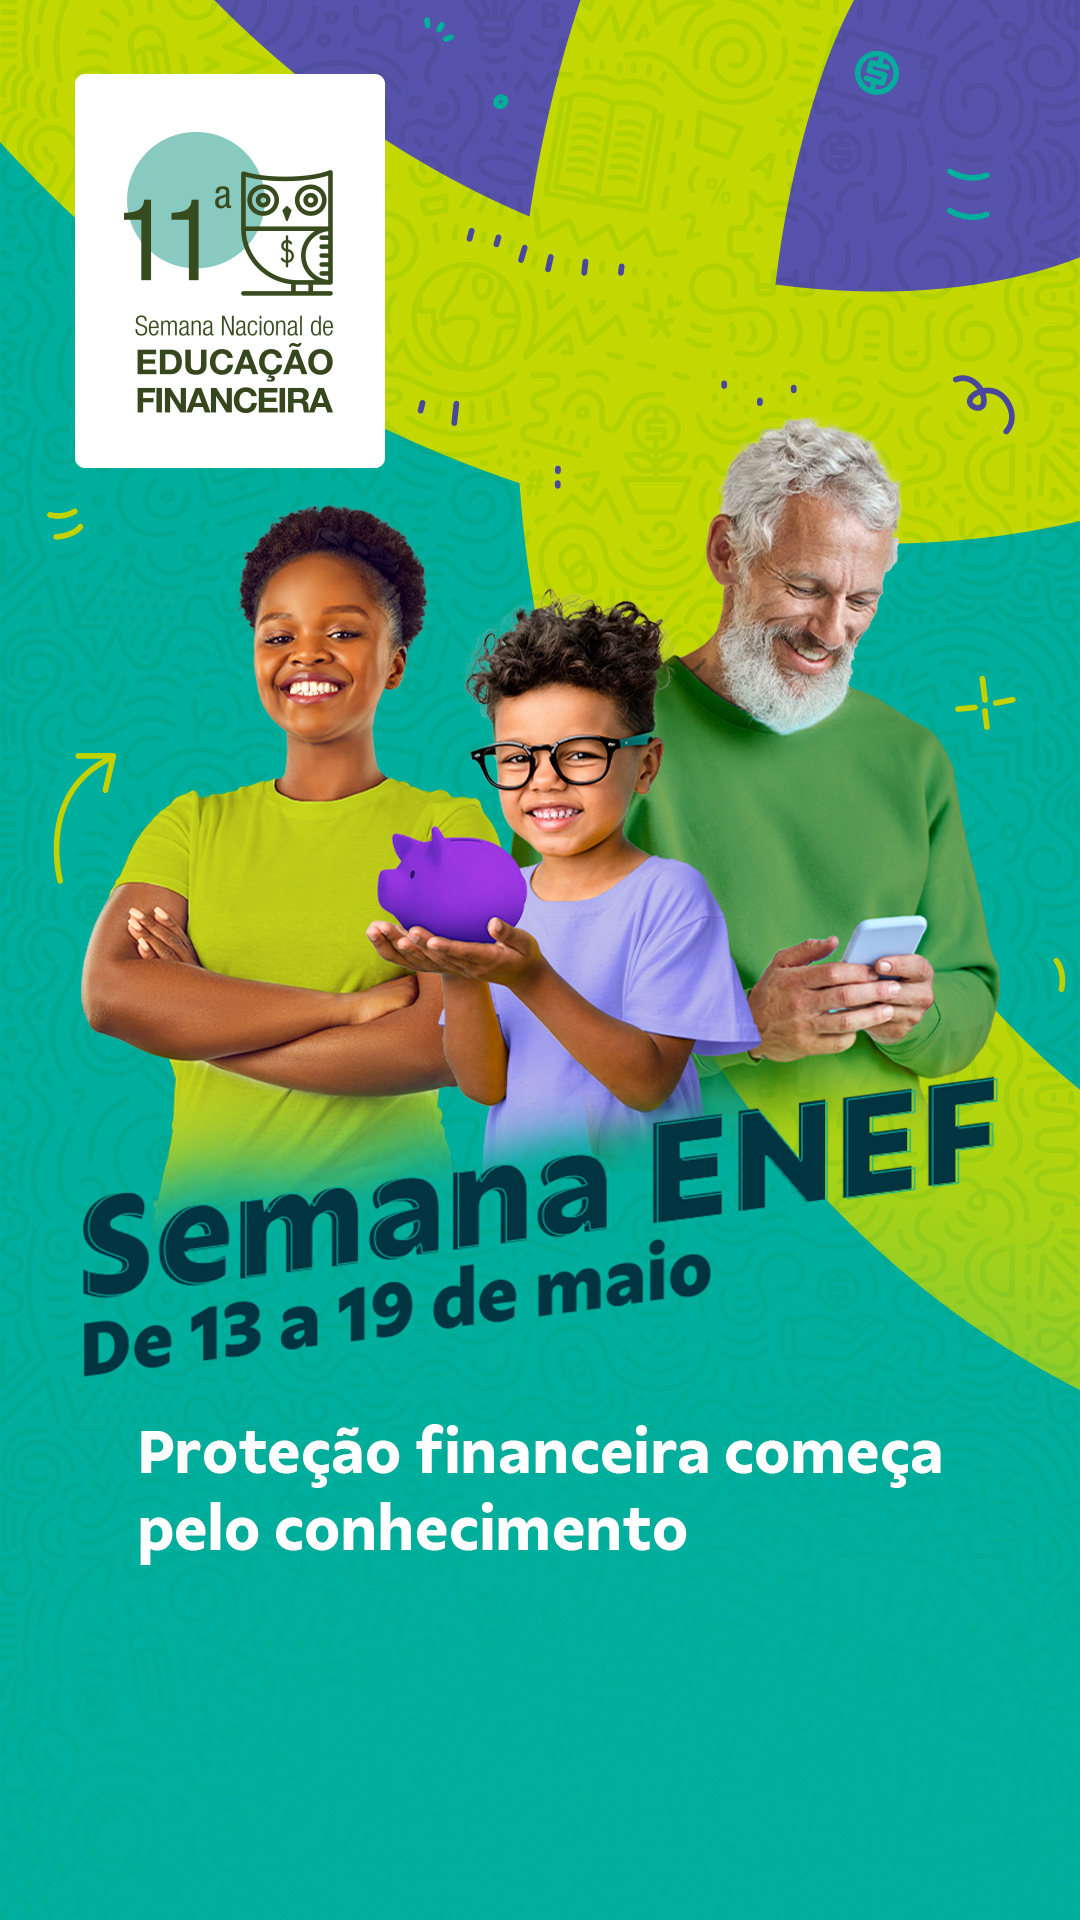 11ª
Semana Nacional de
EDUCAÇÃO
FINANCEIRA
Semana ENEF
De 13 a 19 de maio
Proteção financeira começa
pelo conhecimento